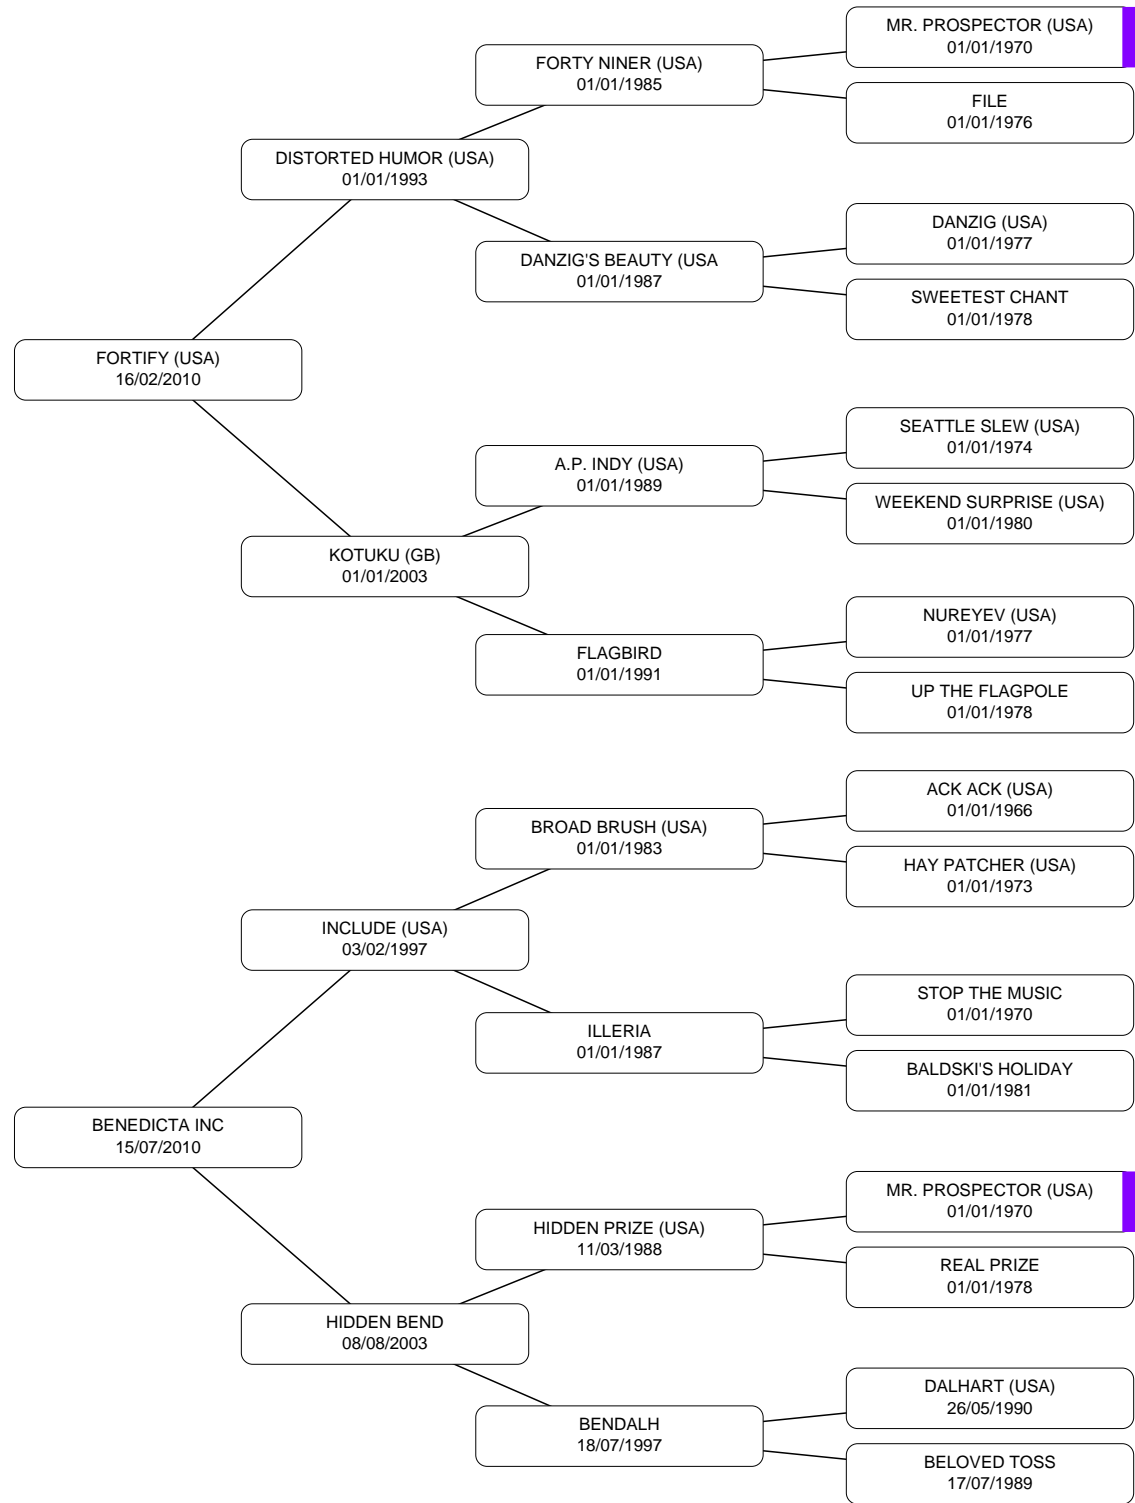 MR. PROSPECTOR (USA)
01/01/1970
FORTY NINER (USA)
01/01/1985
FILE
01/01/1976
DISTORTED HUMOR (USA)
01/01/1993
DANZIG (USA)
01/01/1977
DANZIG'S BEAUTY (USA
01/01/1987
SWEETEST CHANT
01/01/1978
FORTIFY (USA)
16/02/2010
SEATTLE SLEW (USA)
01/01/1974
A.P. INDY (USA)
01/01/1989
WEEKEND SURPRISE (USA)
01/01/1980
KOTUKU (GB)
01/01/2003
NUREYEV (USA)
01/01/1977
FLAGBIRD
01/01/1991
UP THE FLAGPOLE
01/01/1978
ACK ACK (USA)
01/01/1966
BROAD BRUSH (USA)
01/01/1983
HAY PATCHER (USA)
01/01/1973
INCLUDE (USA)
03/02/1997
STOP THE MUSIC
01/01/1970
ILLERIA
01/01/1987
BALDSKI'S HOLIDAY
01/01/1981
BENEDICTA INC
15/07/2010
MR. PROSPECTOR (USA)
01/01/1970
HIDDEN PRIZE (USA)
11/03/1988
REAL PRIZE
01/01/1978
HIDDEN BEND
08/08/2003
DALHART (USA)
26/05/1990
BENDALH
18/07/1997
BELOVED TOSS
17/07/1989